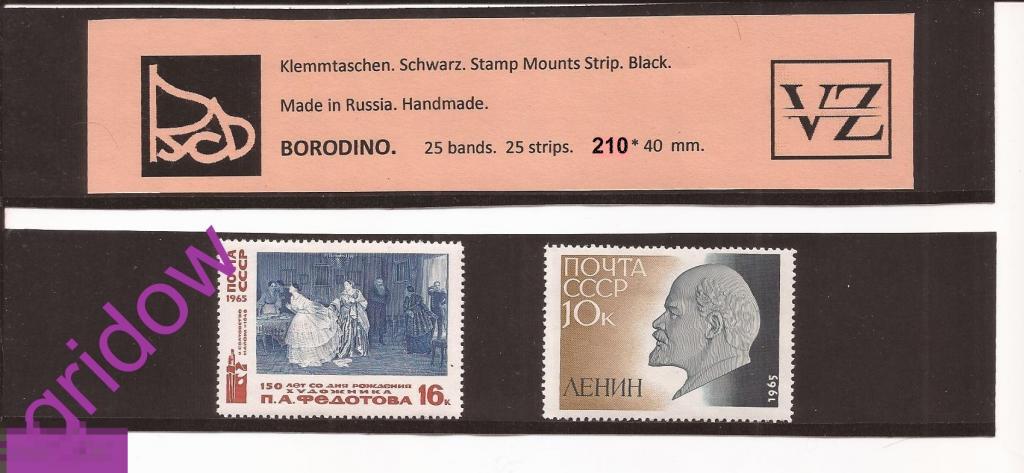 Klemmtaschen. Schwarz. Stamp Mounts Strip. Black.
Made in Russia. Handmade.
BORODINO. 25 bands. 25 strips. 210* 40 mm.
VZ
gridow
ПОЧТА
СССР
1965
150 ЛЕТ СО ДНЯ РОЖДЕНИЯ
ХУДОЖНИКА
П.А.ФЕДОТОВА
16к
ПОЧТА
СССР
10к
ЛЕНИН
1965